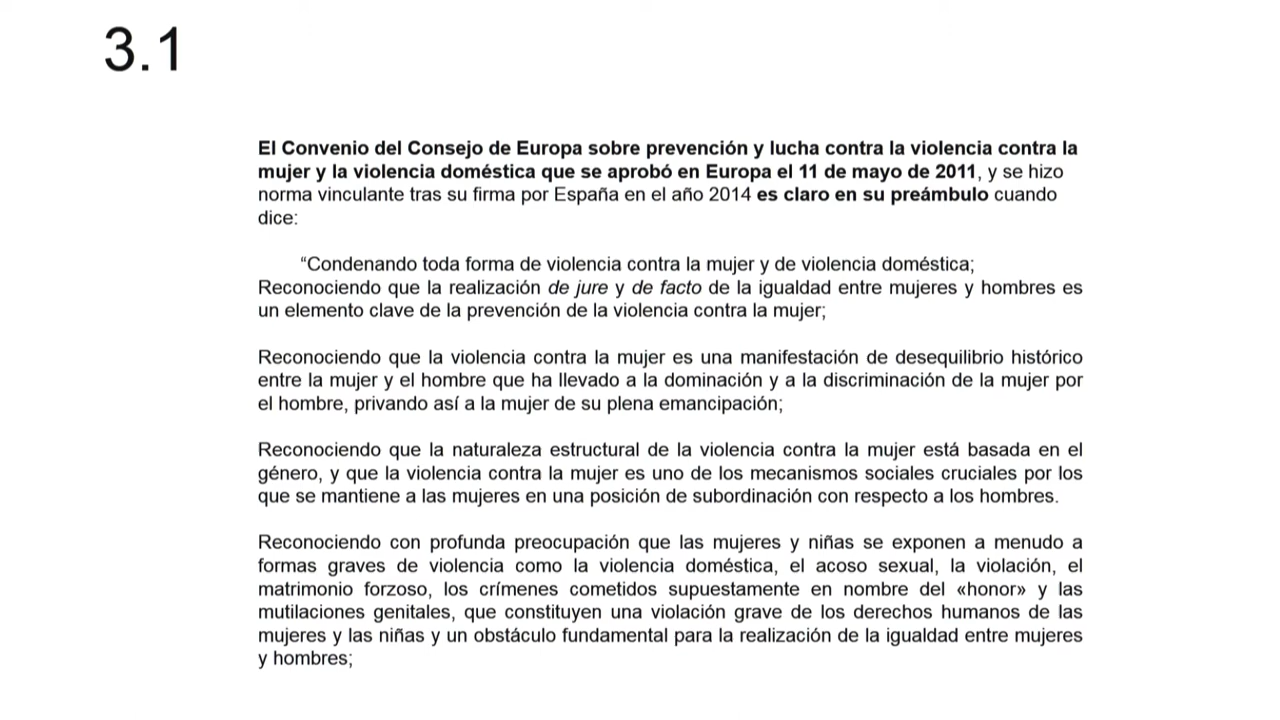 3.1
El Convenio del Consejo de Europa sobre prevención y lucha contra la violencia contra la
mujer y la violencia doméstica que se aprobó en Europa el 11 de mayo de 2011, y se hizo
norma vinculante tras su firma por España en el año 2014 es claro en su preámbulo cuando
dice:
“Condenando toda forma de violencia contra la mujer y de violencia doméstica;
Reconociendo que la realización de jure y de facto de la igualdad entre mujeres y hombres es
un elemento clave de la prevención de la violencia contra la mujer;
Reconociendo que la violencia contra la mujer es una manifestación de desequilibrio histórico
entre la mujer y el hombre que ha llevado a la dominación y a la discriminación de la mujer por
el hombre, privando así a la mujer de su plena emancipación;
Reconociendo que la naturaleza estructural de la violencia contra la mujer está basada en el
género, y que la violencia contra la mujer es uno de los mecanismos sociales cruciales por los
que se mantiene a las mujeres en una posición de subordinación con respecto a los hombres.
Reconociendo con profunda preocupación que las mujeres y niñas se exponen a menudo a
formas graves de violencia como la violencia doméstica, el acoso sexual, la violación, el
matrimonio forzoso, los crímenes cometidos supuestamente en nombre del «honor» y las
mutilaciones genitales, que constituyen una violación grave de los derechos humanos de las
mujeres y las niñas y un obstáculo fundamental para la realización de la igualdad entre mujeres
y hombres;